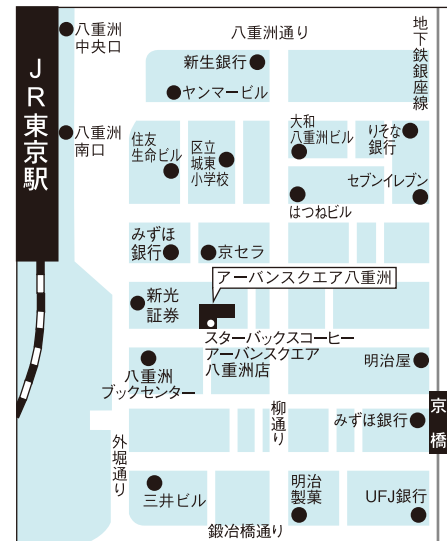 八重洲通り
地下鉄銀座線
八重洲
中央口
新生銀行
ヤンマービル
JR東京駅
八重洲
南口
住友
生命ビル
区立
城東
小学校
大和
八重洲ビル
りそな
銀行
セブンイレブン
はつねビル
みずほ
銀行
京セラ
アーバンスクエア八重洲
新光
証券
スターバックスコーヒー
アーバンスクエア
八重洲店
八重洲
ブックセンター
明治屋
柳通り
みずほ銀行
京橋
外堀通り
三井ビル
明治
製菓
UFJ銀行
鍛冶橋通り